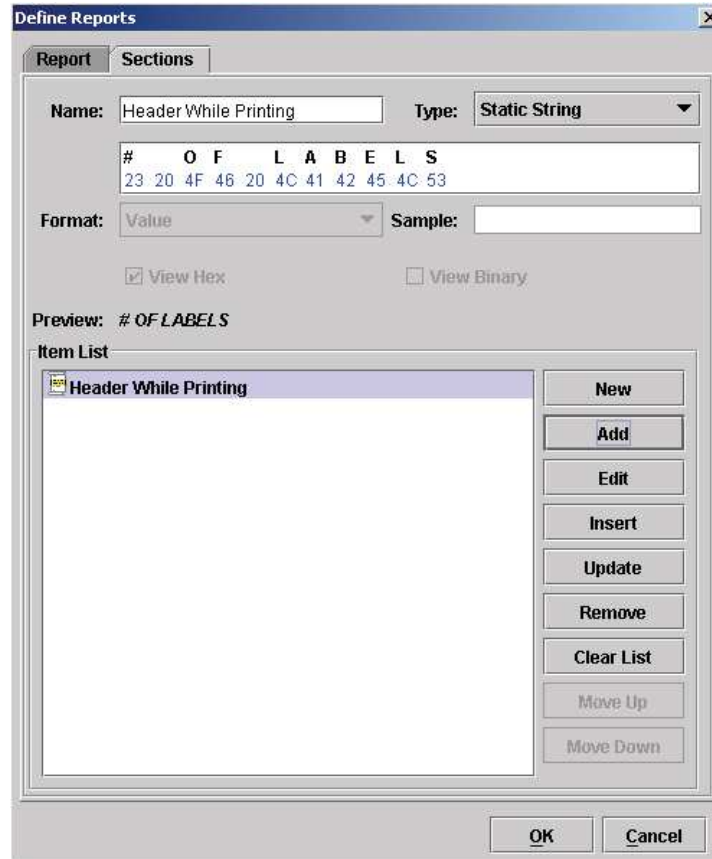 Define Reports
Report Sections
Name: Header While Printing Type: Static String
# O F L A B E L S
23 20 4F 46 20 4C 41 42 45 4C 53
Format: Value Sample:
View Hex View Binary
Preview: # OF LABELS
Item List
Header While Printing
New
Add
Edit
Insert
Update
Remove
Clear List
Move Up
Move Down
OK Cancel